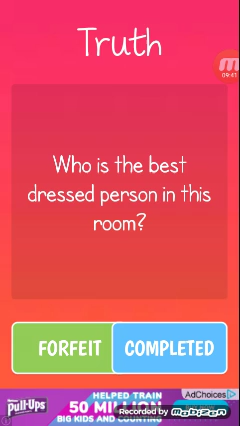 Truth
09:41
Who is the best
dressed person in this
room?
FORFEIT
COMPLETED
AdChoices
PULL-UPS
HELPED TRAIN
50 MILLION
BIG KIDS AND COUNTING
Recorded by mobizen